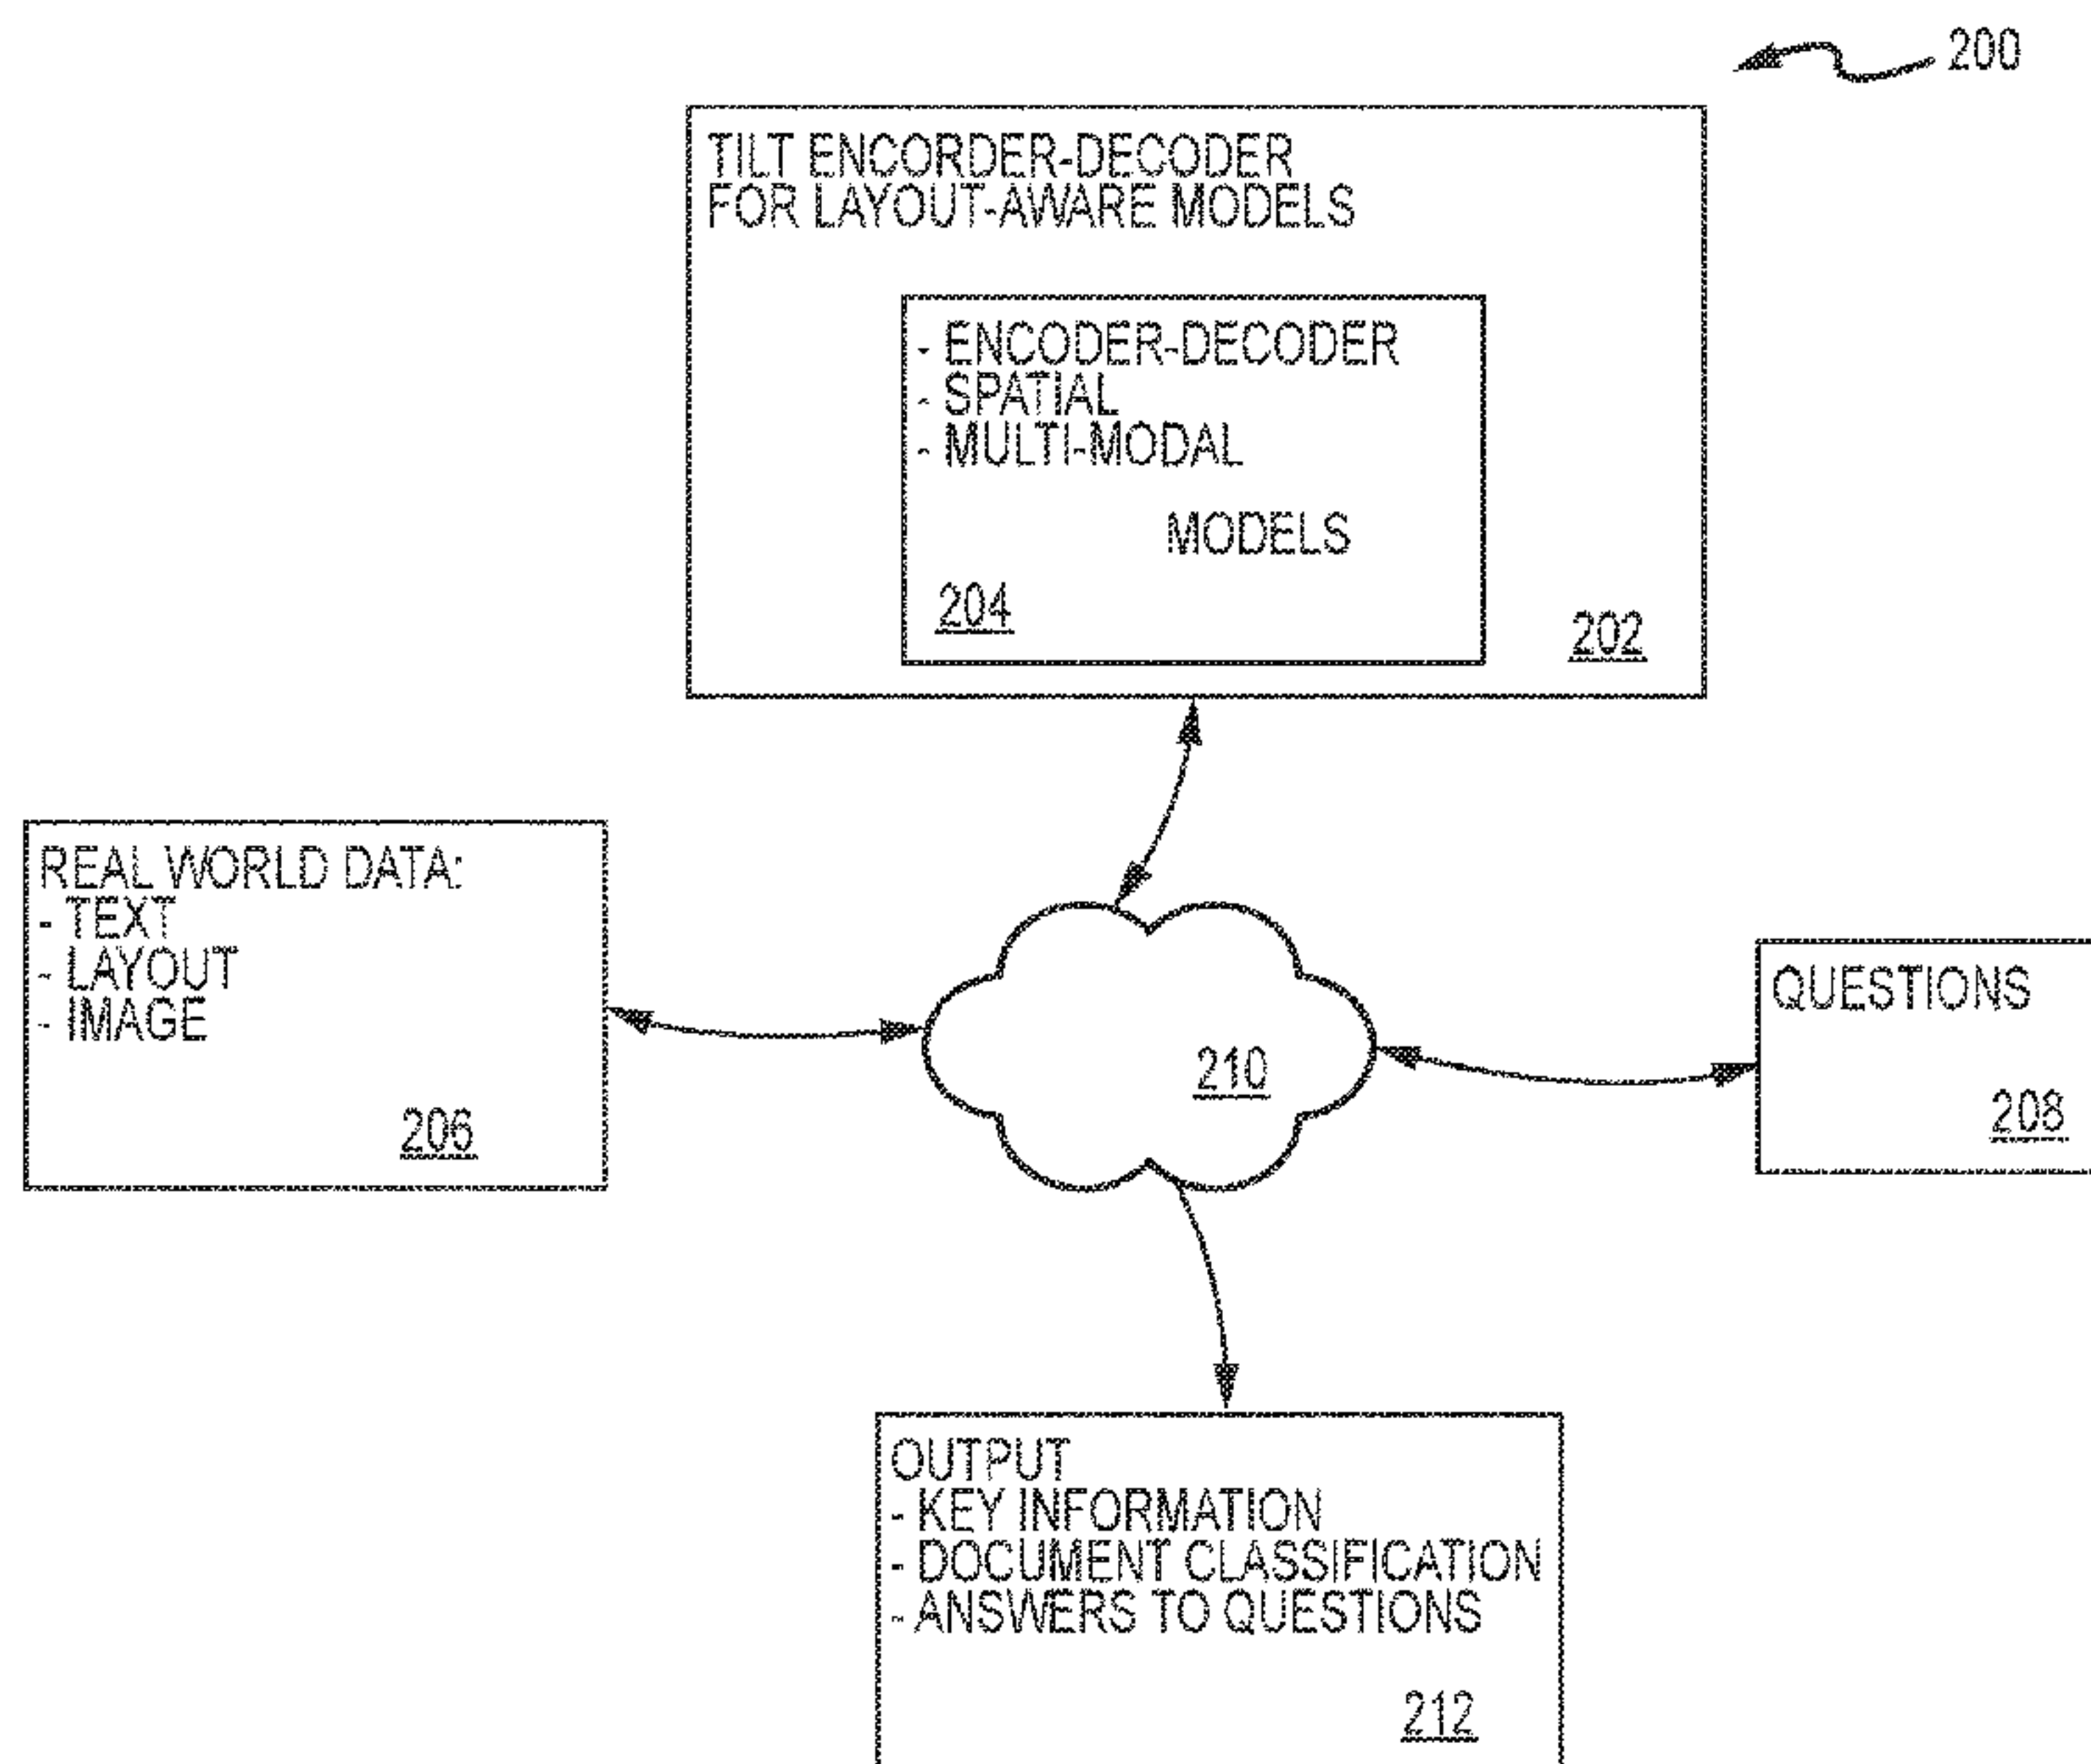 200
TILT ENCORDER-DECODER
FOR LAYOUT-AWARE MODELS
- ENCODER-DECODER
- SPATIAL
- MULTI-MODAL
MODELS
204
202
REAL WORLD DATA:
- TEXT
- LAYOUT
- IMAGE
206
210
QUESTIONS
208
OUTPUT
- KEY INFORMATION
- DOCUMENT CLASSIFICATION
- ANSWERS TO QUESTIONS
212